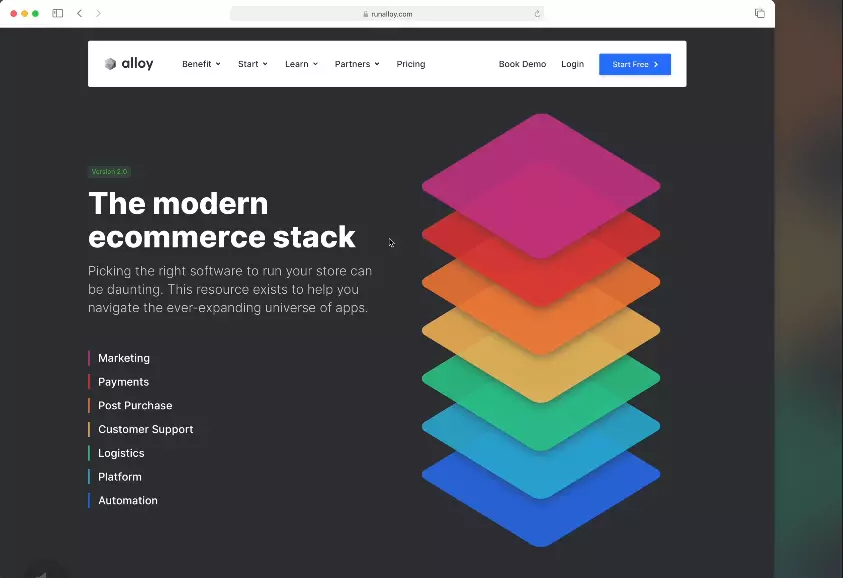 runalloy.com
alloy
Benefit
Start
Learn
Partners
Pricing
Book Demo
Login
Start Free
Version 2.0
The modern
ecommerce stack
Picking the right software to run your store can
be daunting. This resource exists to help you
navigate the ever-expanding universe of apps.
Marketing
Payments
Post Purchase
Customer Support
Logistics
Platform
Automation